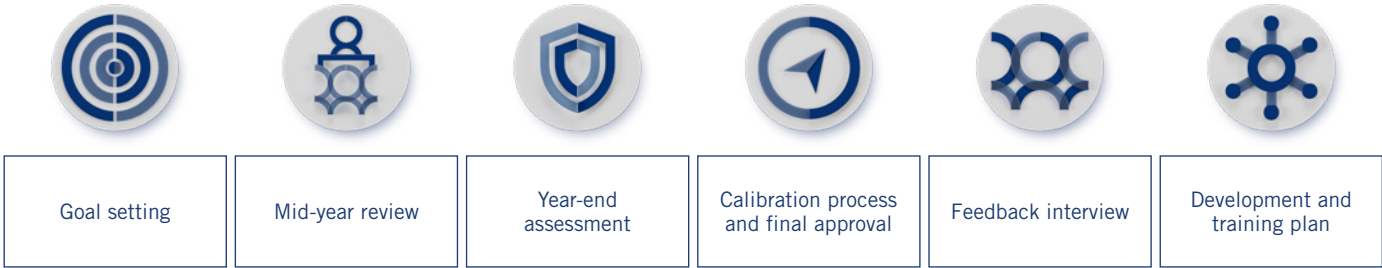 Goal setting
Mid-year review
Year-end
assessment
Calibration process
and final approval
Feedback interview
Development and
training plan